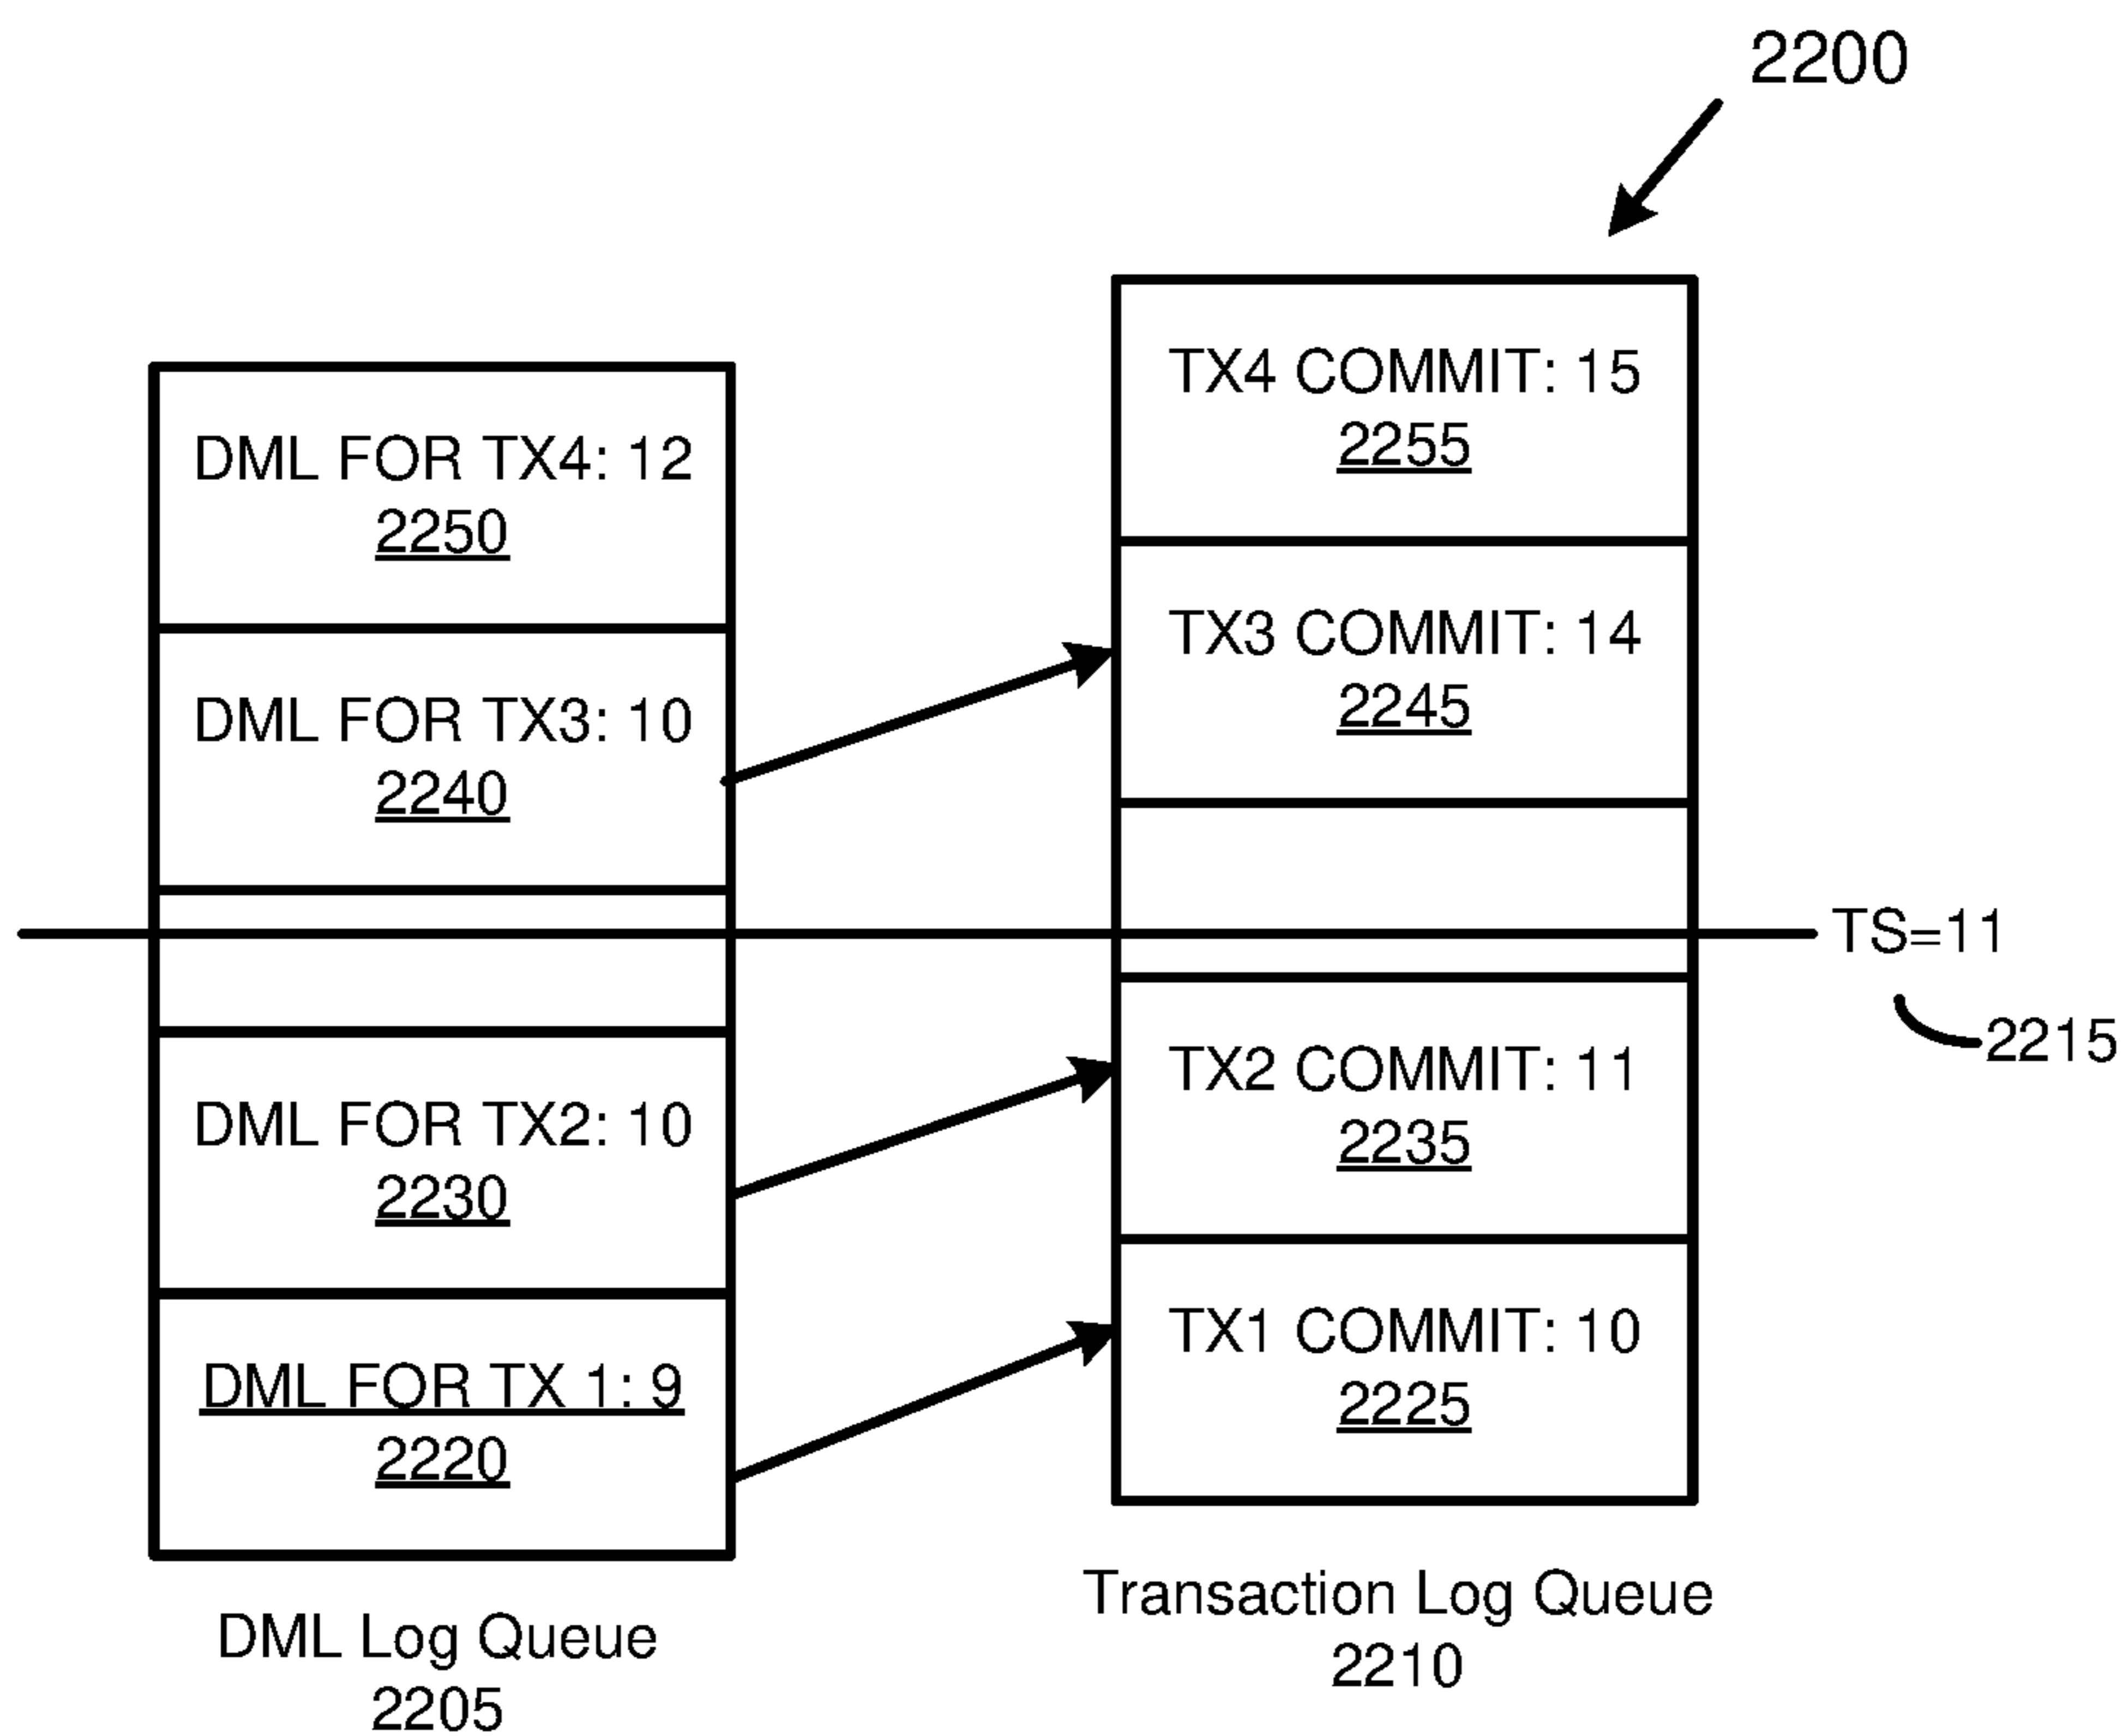 2200
DML FOR TX4: 12
2250
DML FOR TX3: 10
2240
DML FOR TX2: 10
2230
DML FOR TX 1: 9
2220
DML Log Queue
2205
TX4 COMMIT: 15
2255
TX3 COMMIT: 14
2245
TS=11
2215
TX2 COMMIT: 11
2235
TX1 COMMIT: 10
2225
Transaction Log Queue
2210